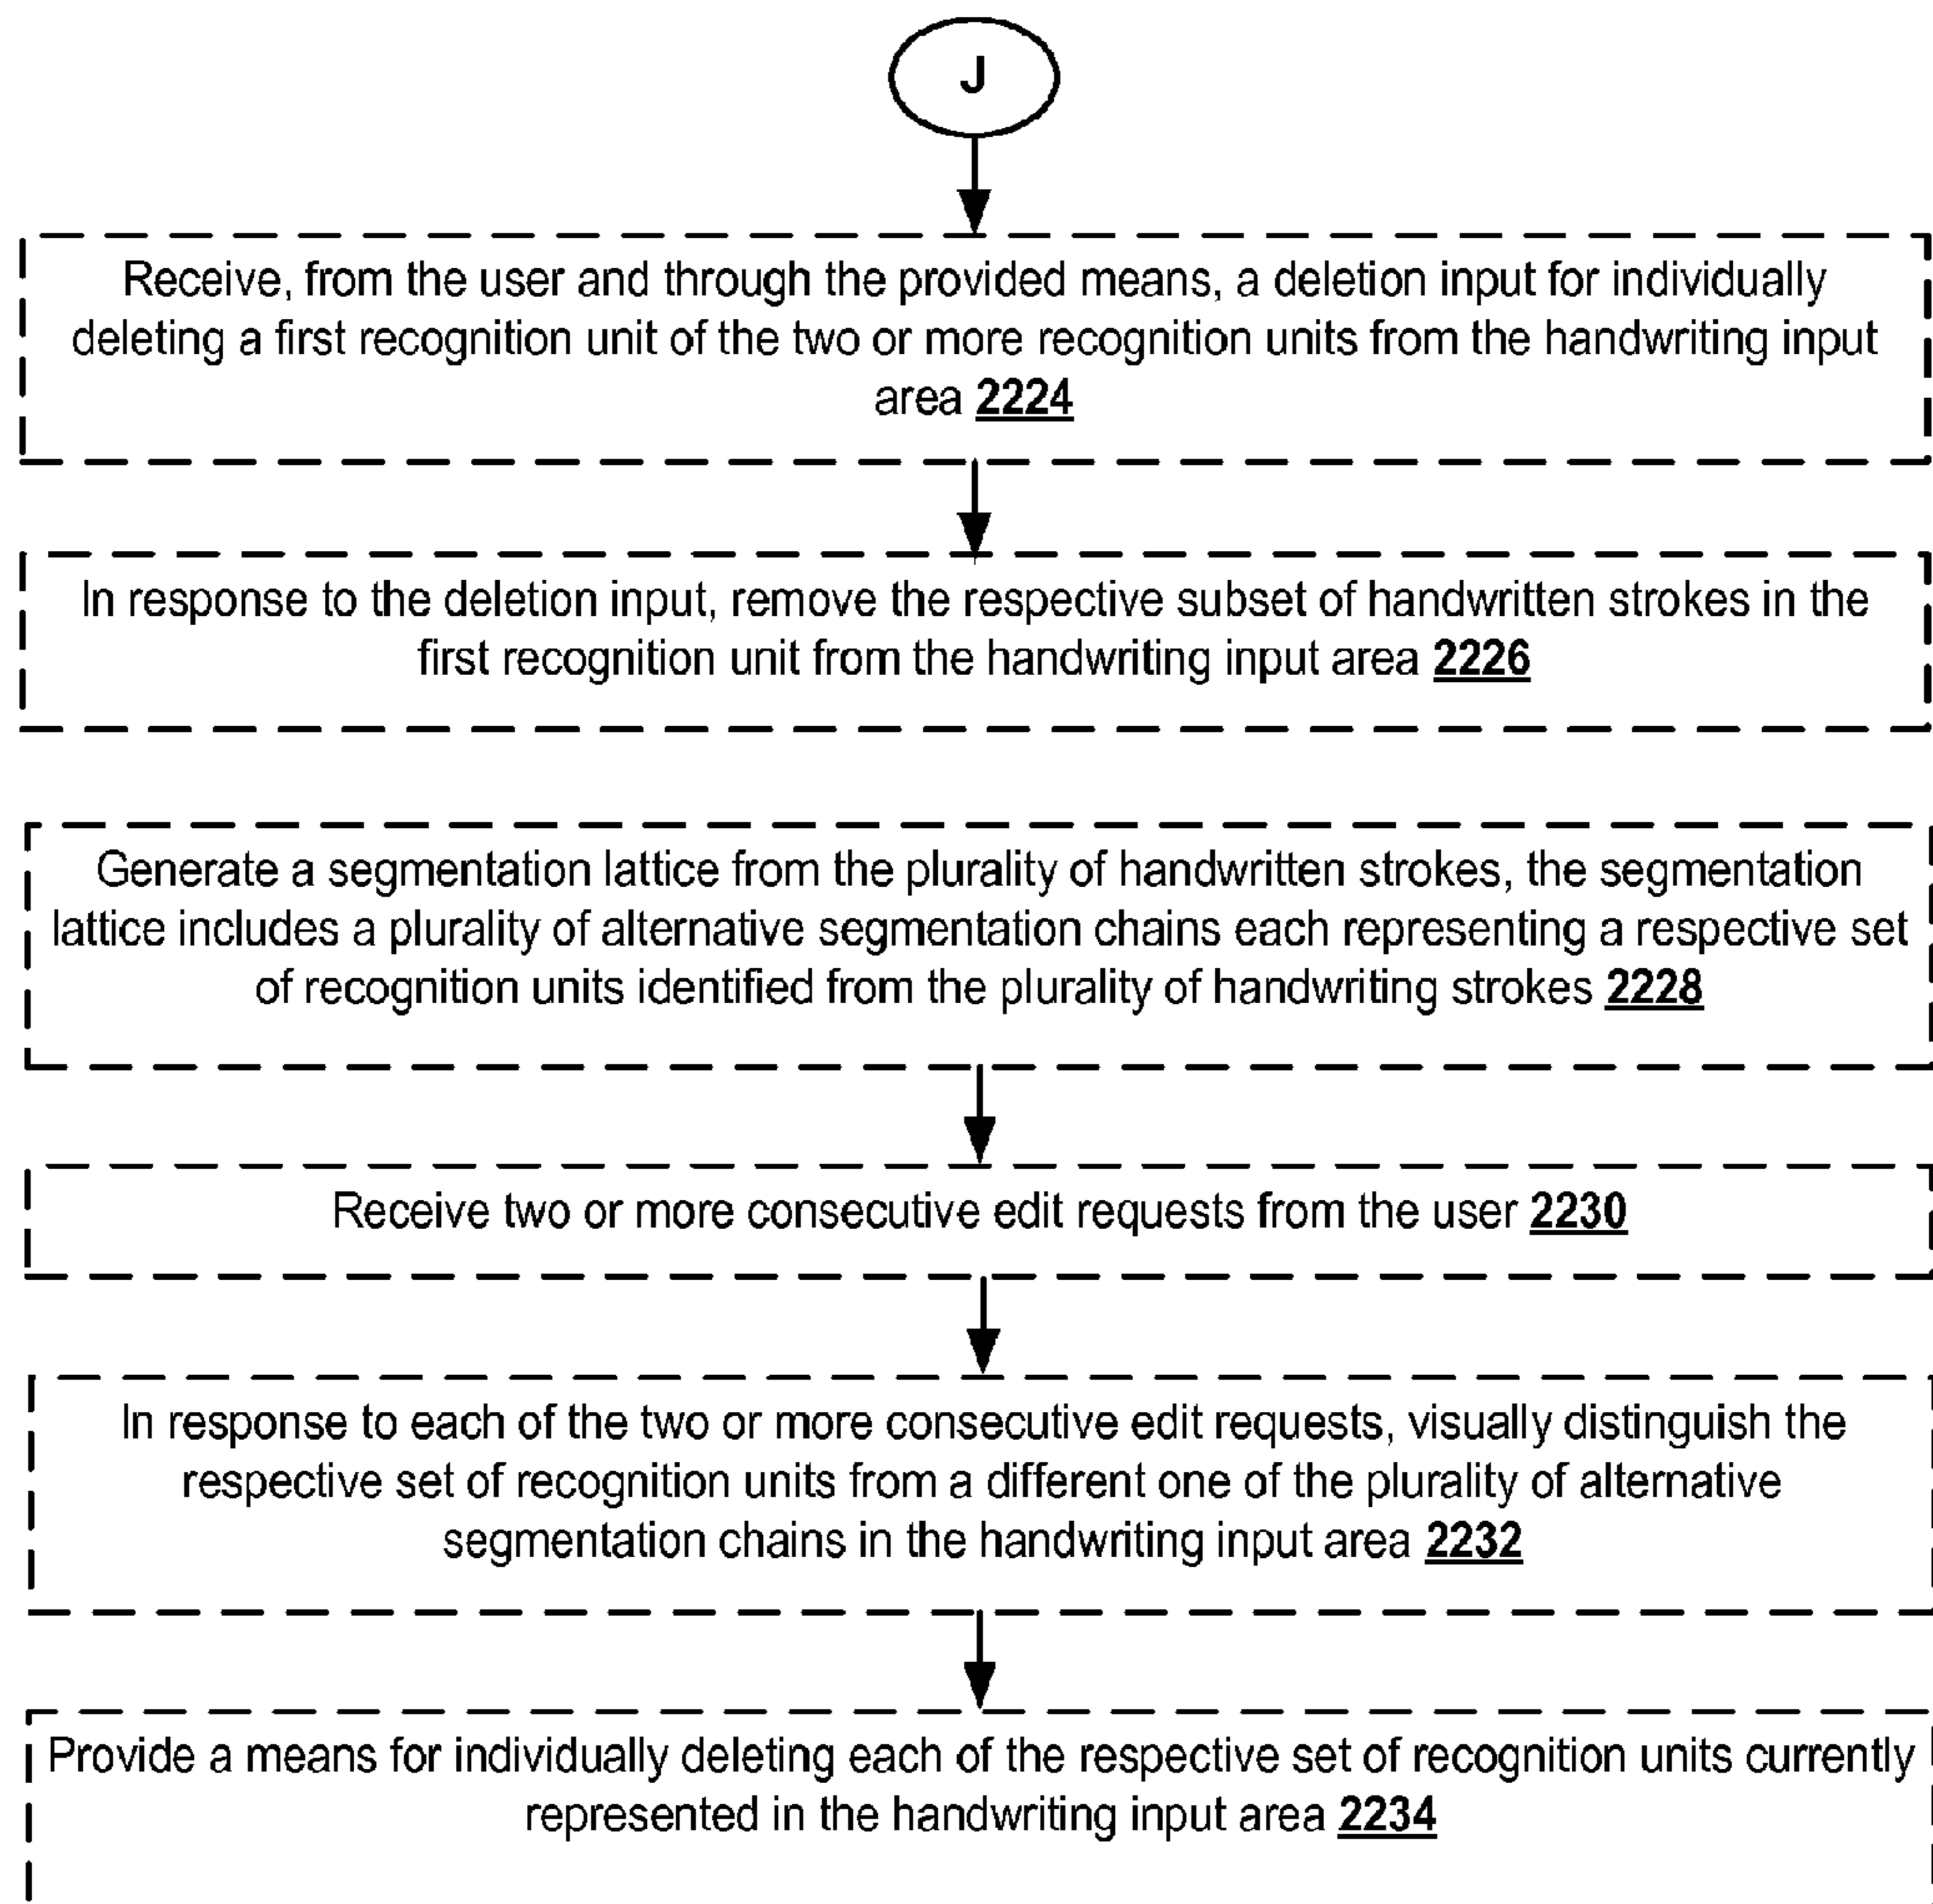 J
Receive, from the user and through the provided means, a deletion input for individually
deleting a first recognition unit of the two or more recognition units from the handwriting input
area 2224
In response to the deletion input, remove the respective subset of handwritten strokes in the
first recognition unit from the handwriting input area 2226
Generate a segmentation lattice from the plurality of handwritten strokes, the segmentation
lattice includes a plurality of alternative segmentation chains each representing a respective set
of recognition units identified from the plurality of handwriting strokes 2228
Receive two or more consecutive edit requests from the user 2230
In response to each of the two or more consecutive edit requests, visually distinguish the
respective set of recognition units from a different one of the plurality of alternative
segmentation chains in the handwriting input area 2232
Provide a means for individually deleting each of the respective set of recognition units currently
represented in the handwriting input area 2234